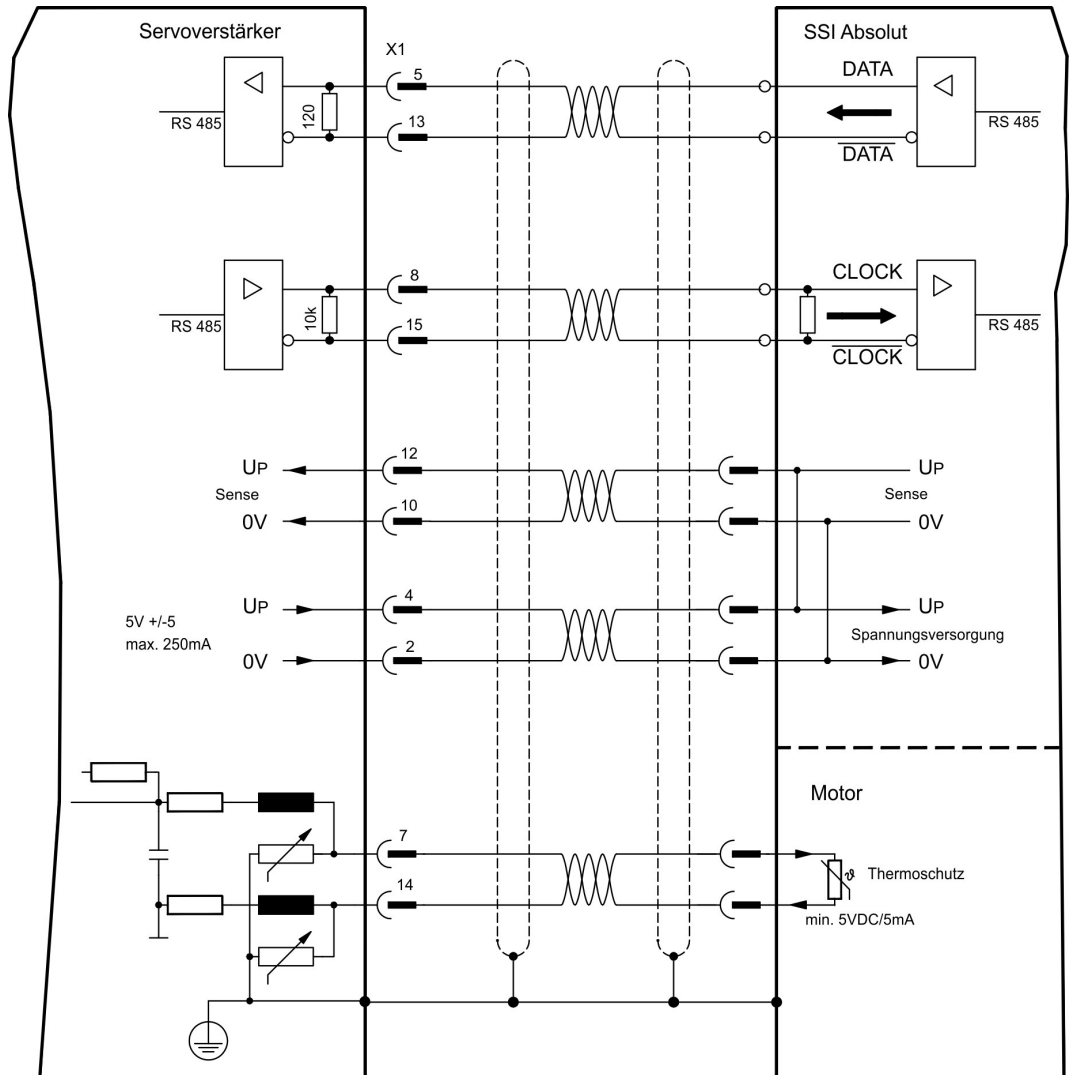 Servoverstärker
X1
SSI Absolut
5
DATA
120
RS 485
13
RS 485
DATA
8
CLOCK
10k
RS 485
15
RS 485
CLOCK
12
UP
UP
Sense
Sense
10
0V
0V
4
UP
UP
5V +/-5
max. 250mA
Spannungsversorgung
2
0V
0V
Motor
7
ϑ
Thermoschutz
14
min. 5VDC/5mA